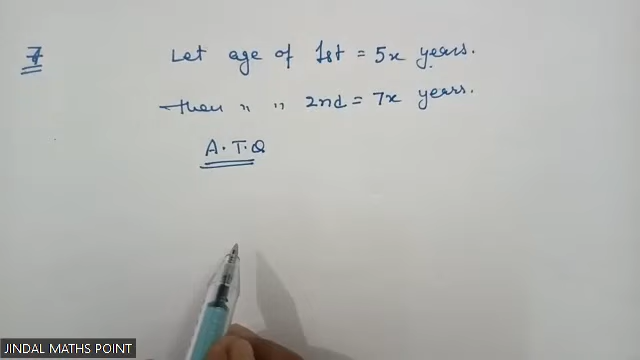 7
Let age of 1st = 5x years.
then " " 2nd = 7x years.
A.T.Q
JINDAL MATHS POINT